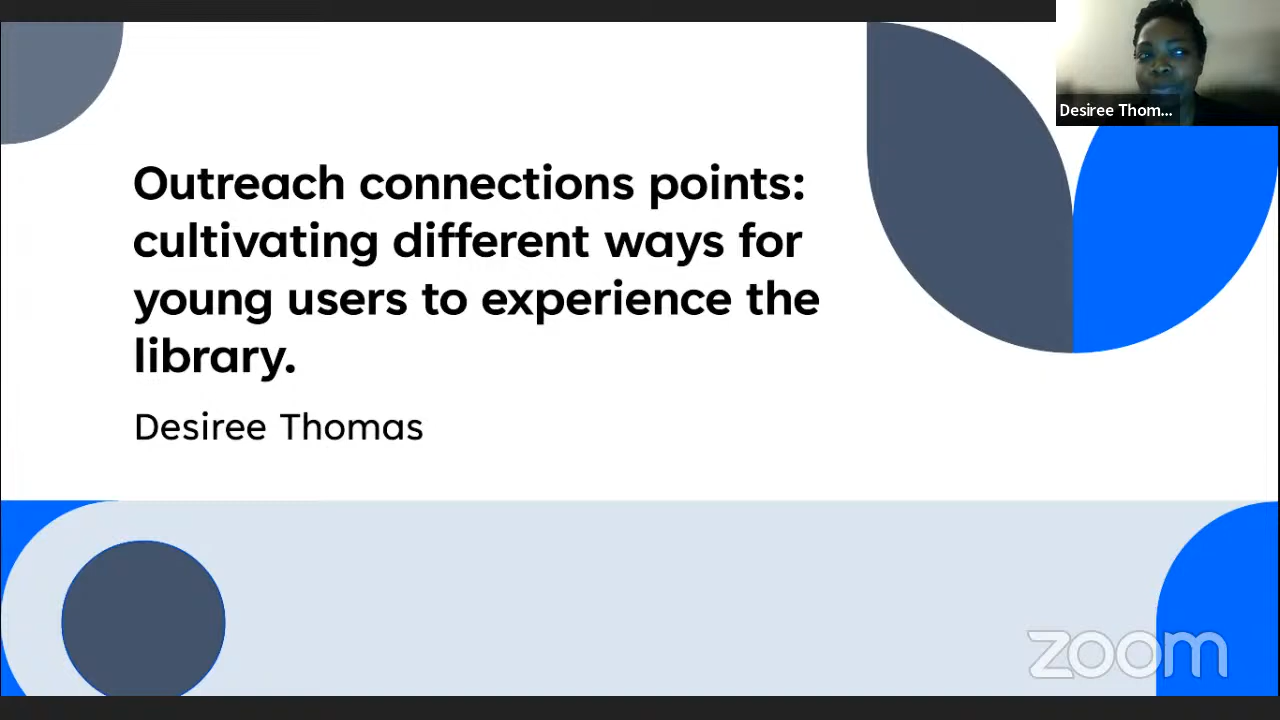 Desiree Thom...
Outreach connections points:
cultivating different ways for
young users to experience the
library.
Desiree Thomas
zoom